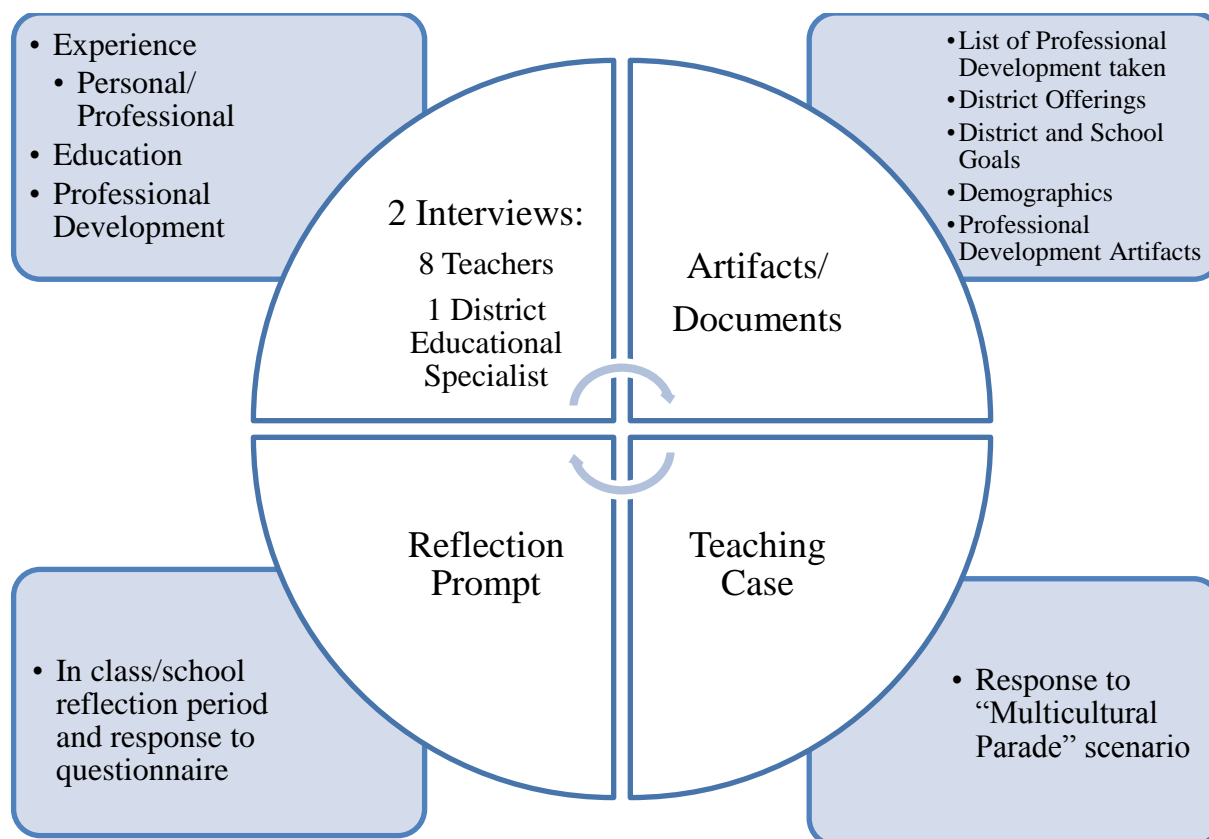 • Experience
• Personal/
Professional
• Education
• Professional
Development
2 Interviews:
8 Teachers
1 District
Educational
Specialist
•List of Professional
Development taken
•District Offerings
•District and School
Goals
•Demographics
•Professional
Development Artifacts
Artifacts/
Documents
Reflection
Prompt
• In class/school
reflection period
and response to
questionnaire
Teaching
Case
• Response to
“Multicultural
Parade” scenario